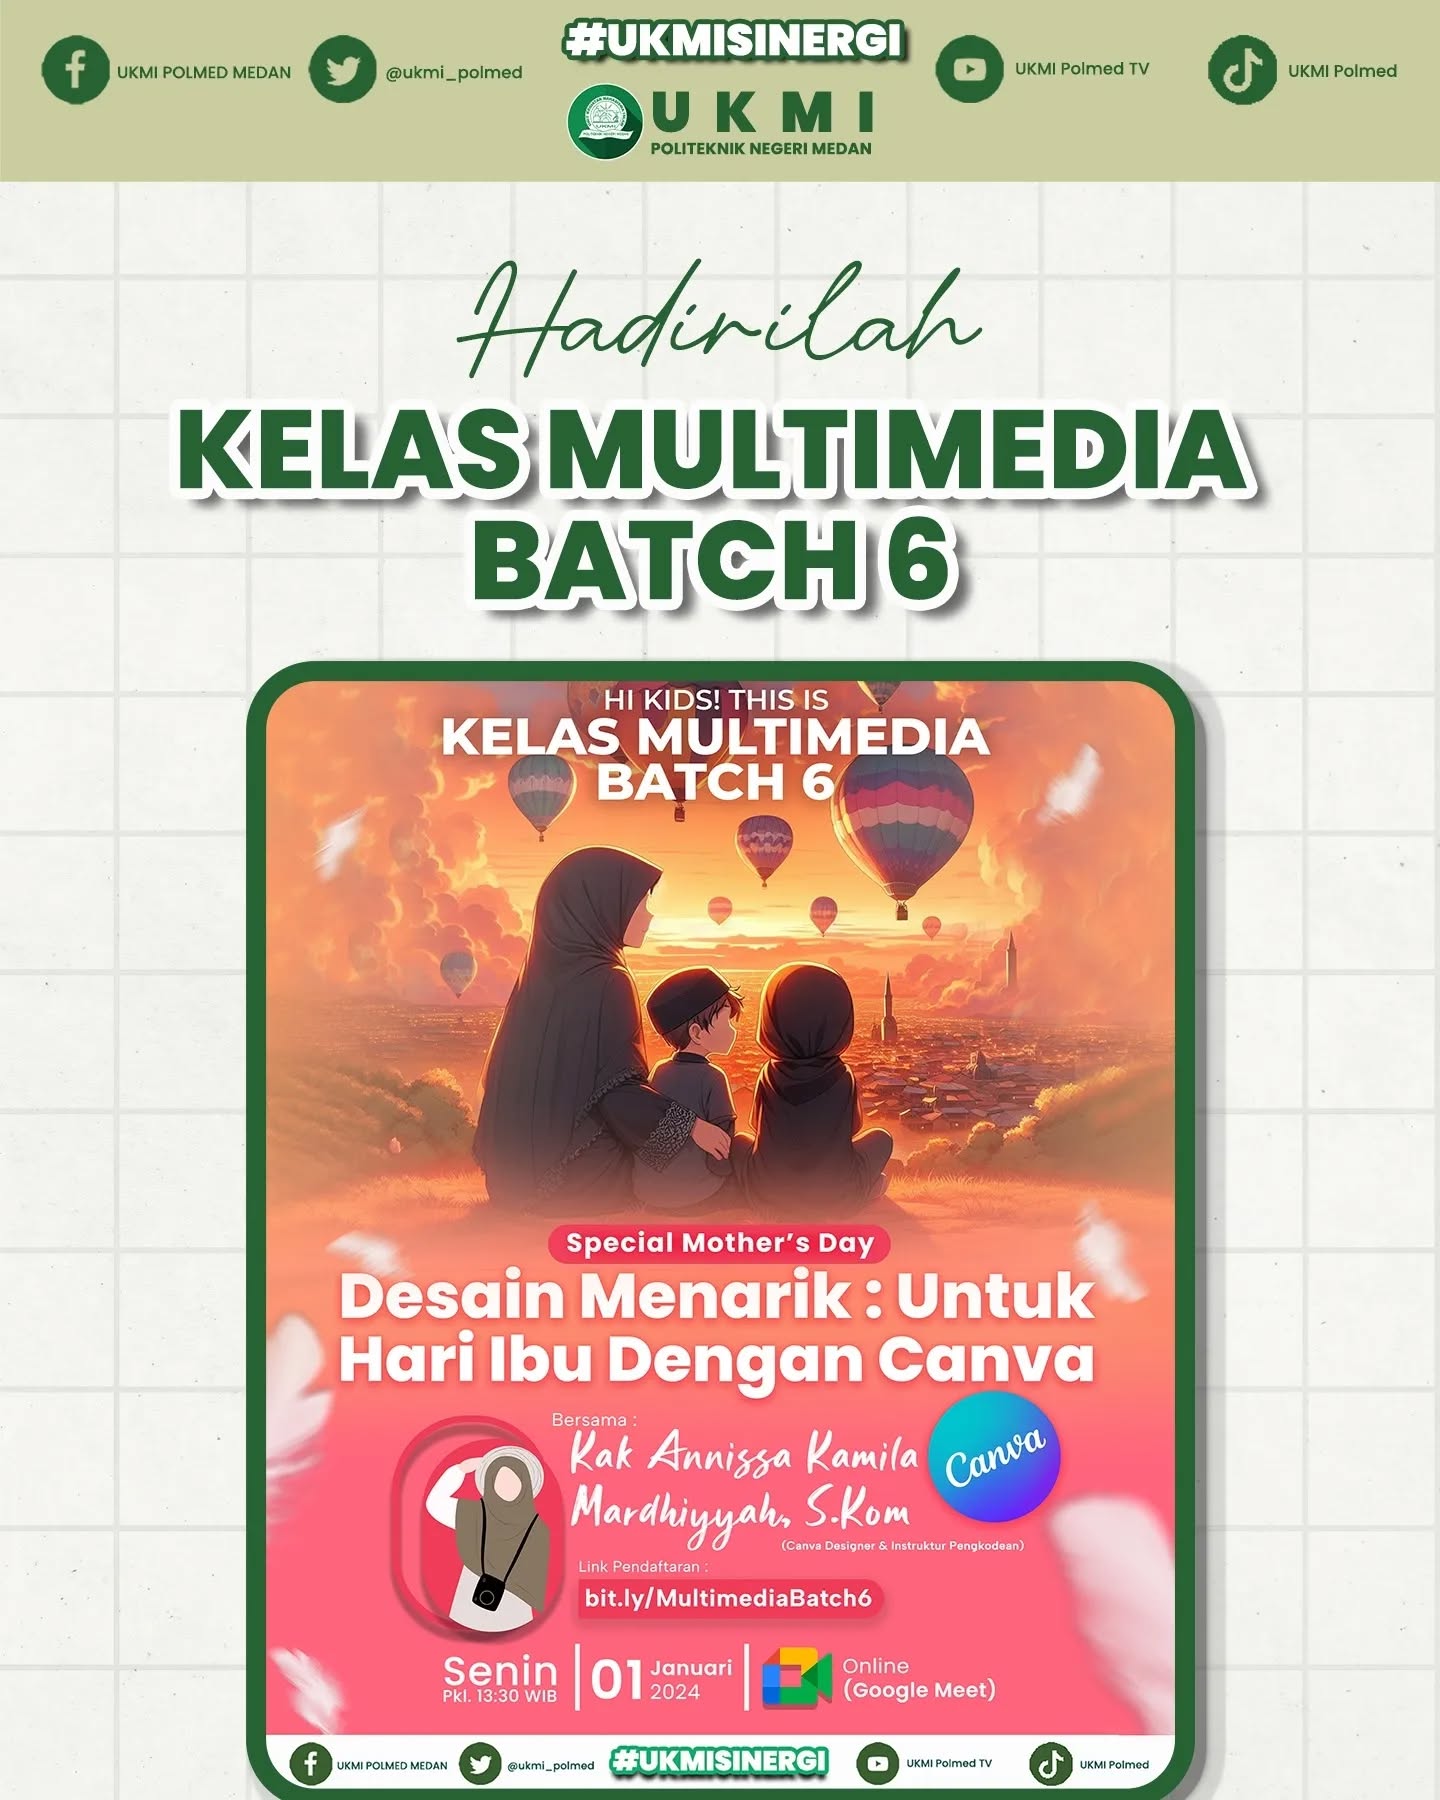 #UKMISINERGI
UKMI POLMED MEDAN
@ukmi_polmed
UKMI Polmed TV
UKMI Polmed
UKMI
POLITEKNIK NEGERI MEDAN
Hadirilah
KELAS MULTIMEDIA
BATCH 6
HI KIDS! THIS IS
KELAS MULTIMEDIA
BATCH 6
Special Mother's Day
Desain Menarik : Untuk
Hari Ibu Dengan Canva
Bersama :
Kak Annissa Kamila
Mardhiyyah, S.Kom
Canva
(Canva Designer & Instruktur Pengkodean)
Link Pendaftaran :
bit.ly/MultimediaBatch6
Senin
Pkl. 13:30 WIB
01 Januari
2024
Online
(Google Meet)
UKMI POLMED MEDAN
@ukmi_polmed
#UKMISINERGI
UKMI Polmed TV
UKMI Polmed